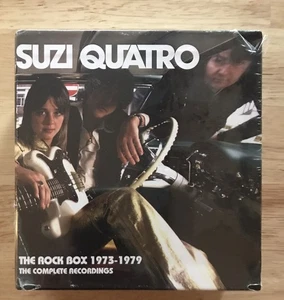 SUZI QUATRO
THE ROCK BOX 1973-1979
THE COMPLETE RECORDINGS